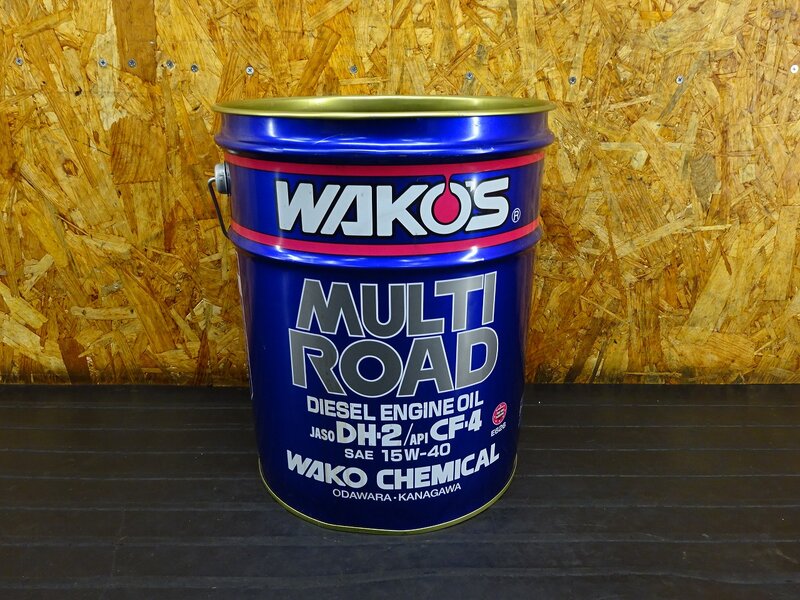 WAKO'S®
MULTI
ROAD
DIESEL ENGINE OIL
JASO DH-2/API CF-4
SAE 15W-40
E626
WAKO CHEMICAL
ODAWARA・KANAGAWA